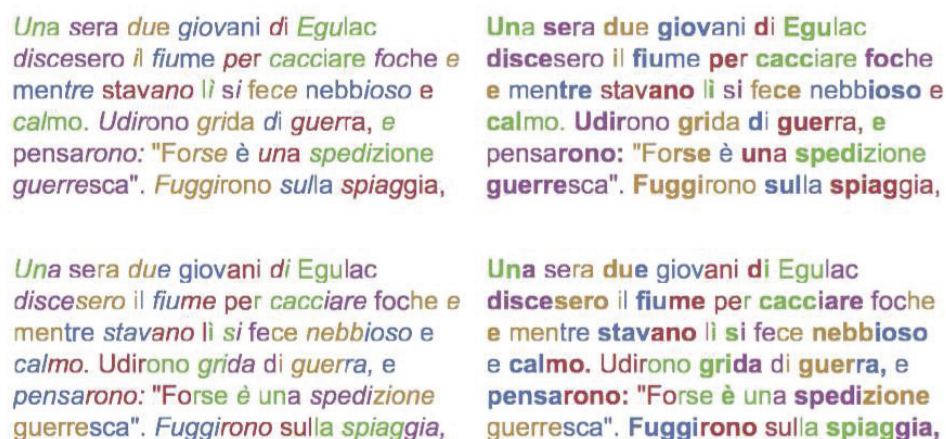 Una sera due giovani di Egulac
discesero il fiume per cacciare foche e
mentre stavano lì si fece nebbioso e
calmo. Udirono grida di guerra, e
pensarono: "Forse è una spedizione
guerresca". Fuggirono sulla spiaggia,
Una sera due giovani di Egulac
discesero il fiume per cacciare foche
e mentre stavano lì si fece nebbioso e
calmo. Udirono grida di guerra, e
pensarono: "Forse è una spedizione
guerresca". Fuggirono sulla spiaggia,
Una sera due giovani di Egulac
discesero il fiume per cacciare foche e
mentre stavano lì si fece nebbioso e
calmo. Udirono grida di guerra, e
pensarono: "Forse è una spedizione
guerresca". Fuggirono sulla spiaggia,
Una sera due giovani di Egulac
discesero il fiume per cacciare foche
e mentre stavano lì si fece nebbioso
e calmo. Udirono grida di guerra, e
pensarono: "Forse è una spedizione
guerresca". Fuggirono sulla spiaggia,